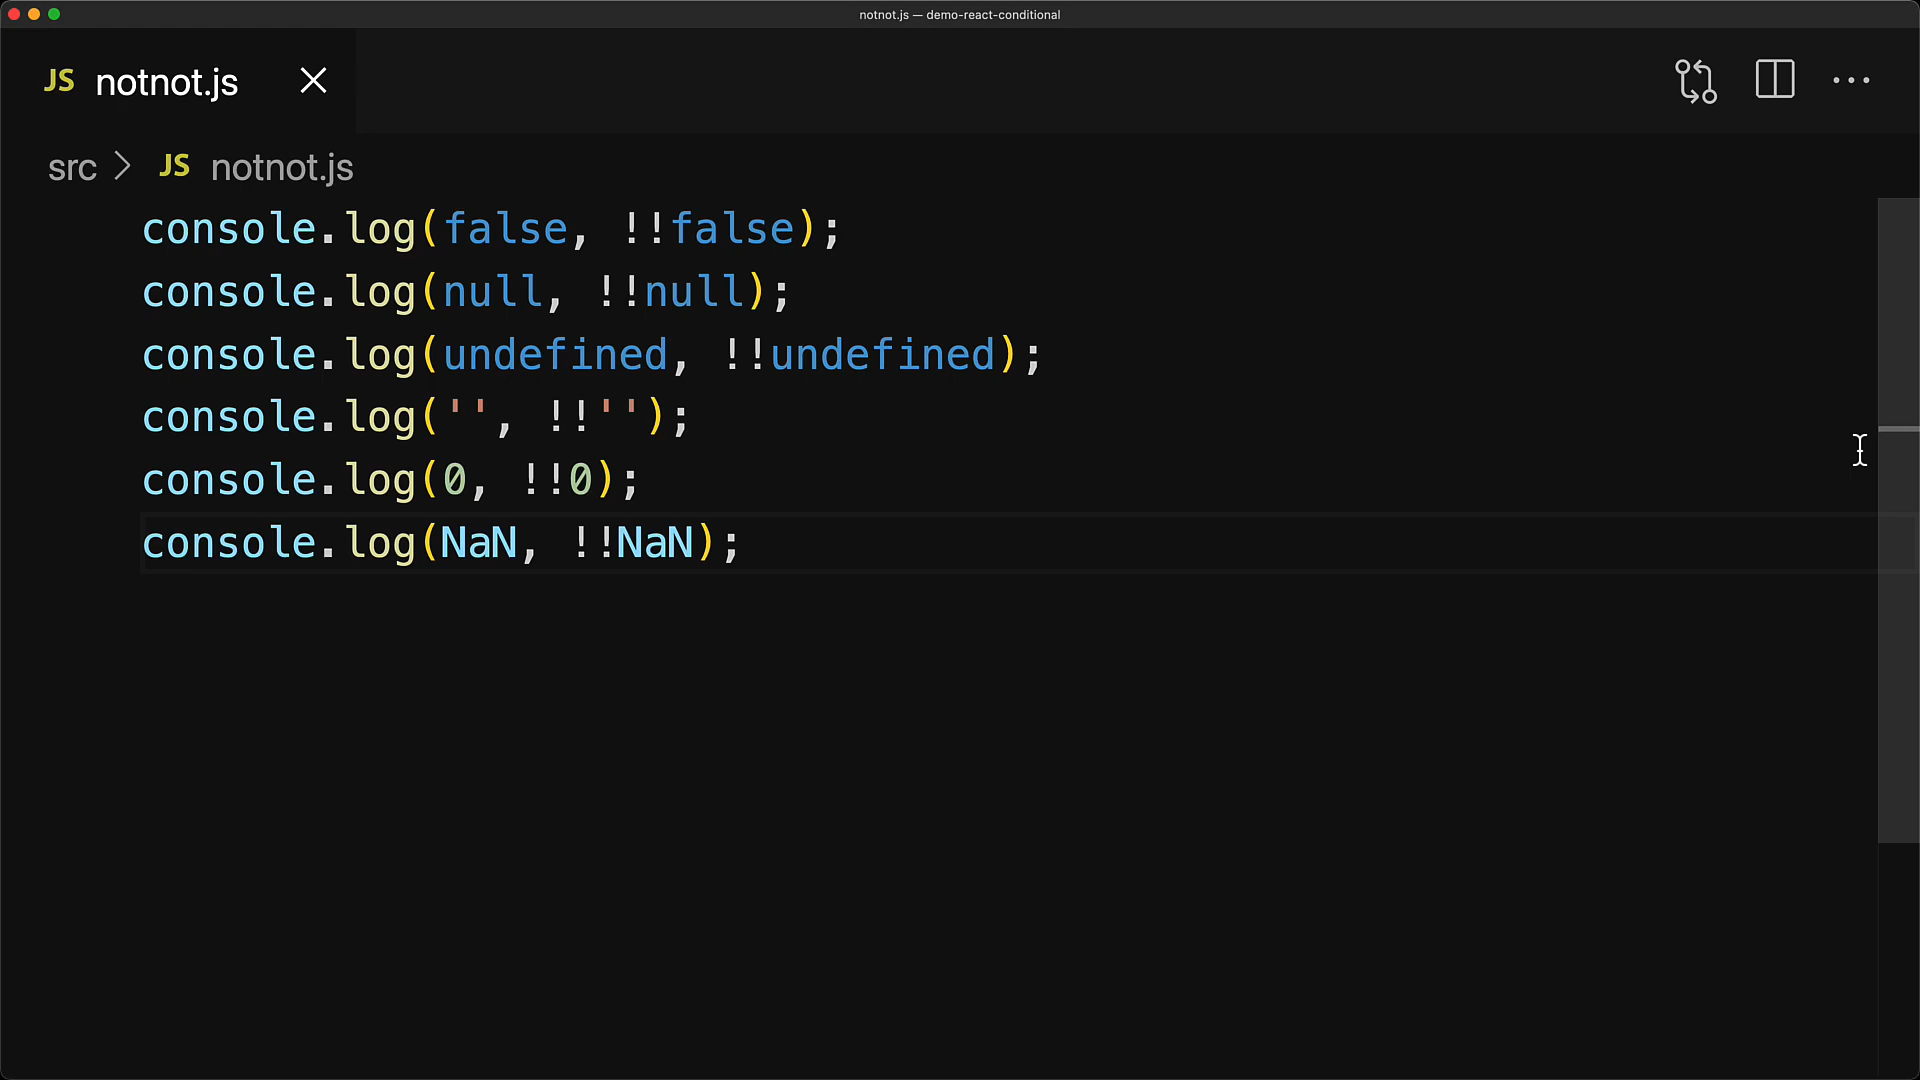 notnot.js — demo-react-conditional
JS notnot.js
src > JS notnot.js
console.log(false, !!false);
console.log(null, !!null);
console.log(undefined, !!undefined);
console.log('', !!'');
console.log(0, !!0);
console.log(NaN, !!NaN);